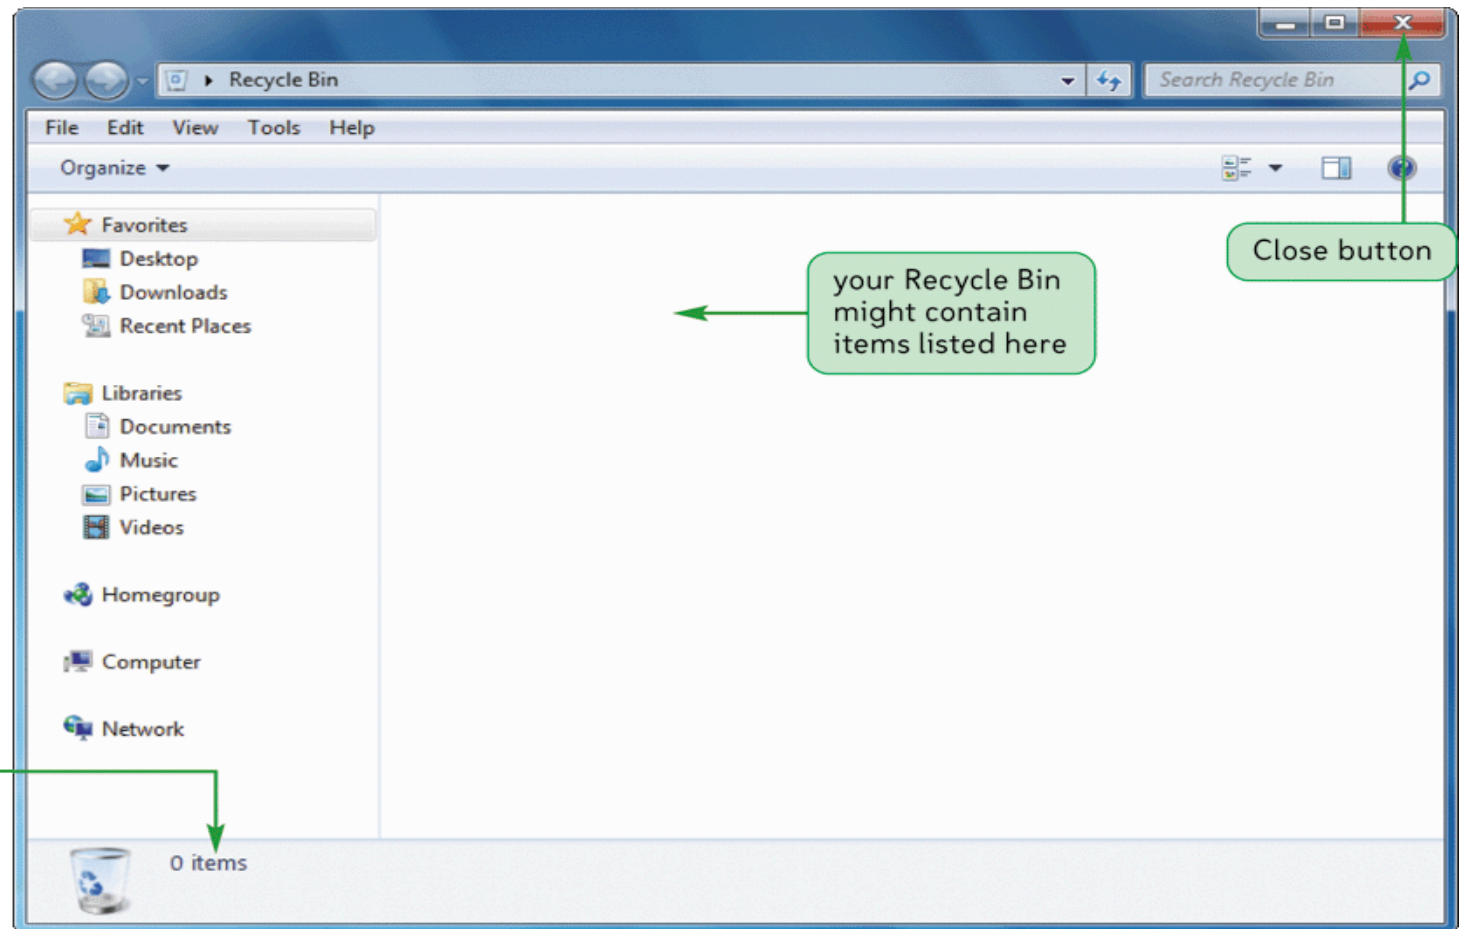 Recycle Bin
Search Recycle Bin
File Edit View Tools Help
Organize
Favorites
Desktop
Downloads
Recent Places
Libraries
Documents
Music
Pictures
Videos
Homegroup
Computer
Network
your Recycle Bin
might contain
items listed here
Close button
0 items